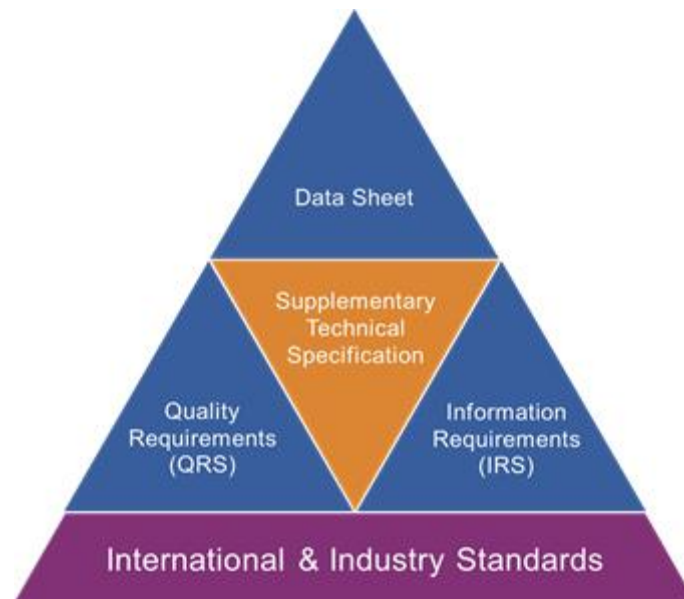 Data Sheet
Supplementary
Technical
Specification
Quality
Requirements
(QRS)
Information
Requirements
(IRS)
International & Industry Standards